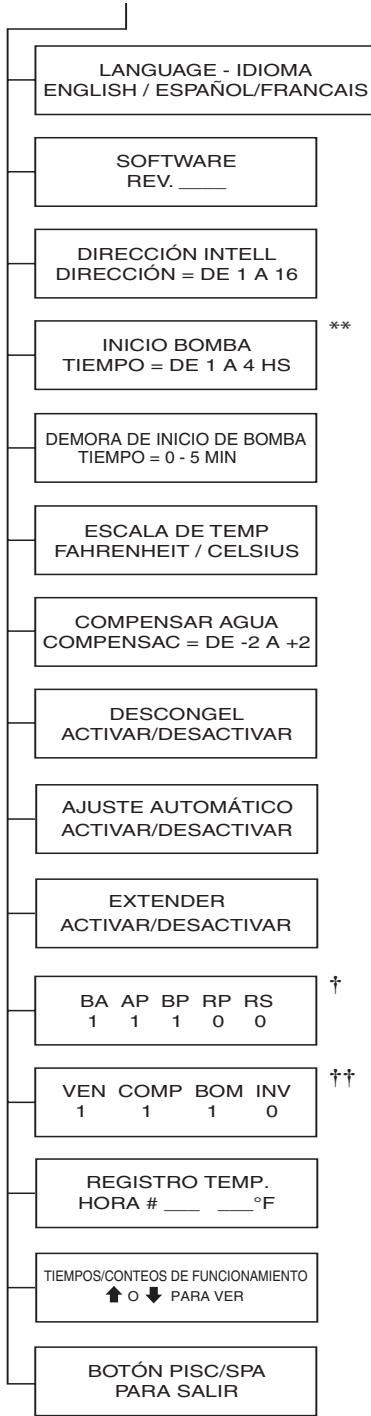 LANGUAGE - IDIOMA
ENGLISH / ESPAÑOL/FRANCAIS
SOFTWARE
REV. ____
DIRECCIÓN INTELL
DIRECCIÓN = DE 1 A 16
**
INICIO BOMBA
TIEMPO = DE 1 A 4 HS
DEMORA DE INICIO DE BOMBA
TIEMPO = 0 - 5 MIN
ESCALA DE TEMP
FAHRENHEIT / CELSIUS
COMPENSAR AGUA
COMPENSAC = DE -2 A +2
DESCONGEL
ACTIVAR/DESACTIVAR
AJUSTE AUTOMÁTICO
ACTIVAR/DESACTIVAR
EXTENDER
ACTIVAR/DESACTIVAR
†
BA AP BP RP RS
1 1 1 0 0
††
VEN COMP BOM INV
1 1 1 0
REGISTRO TEMP.
HORA # ___ ___°F
TIEMPOS/CONTEOS DE FUNCIONAMIENTO
⬆ O ⬇ PARA VER
BOTÓN PISC/SPA
PARA SALIR